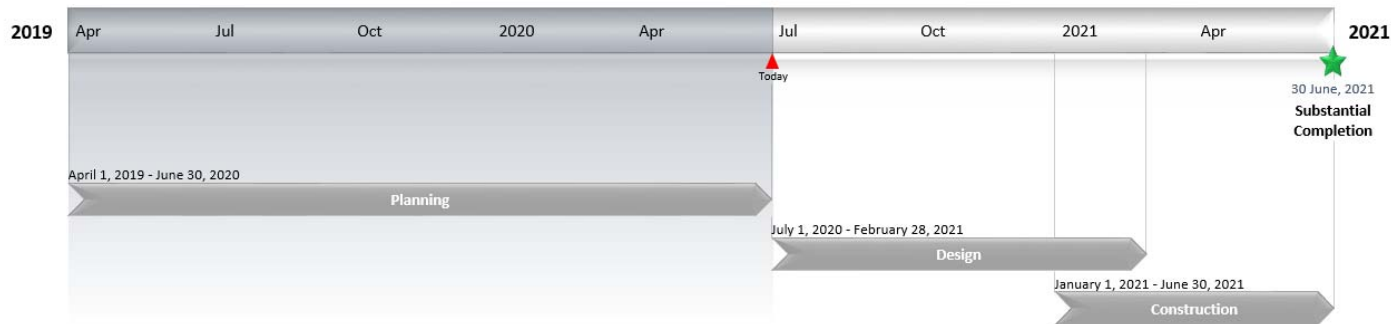 2019 Apr Jul Oct 2020 Apr Jul Oct 2021 Apr 2021
Today
30 June, 2021
Substantial
Completion
April 1, 2019 - June 30, 2020
Planning
July 1, 2020 - February 28, 2021
Design
January 1, 2021 - June 30, 2021
Construction